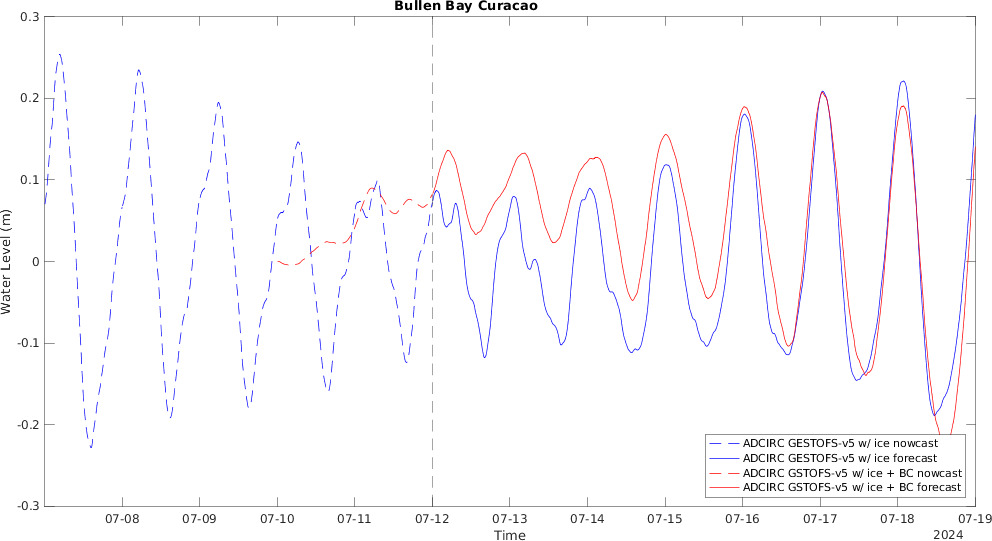 Bullen Bay Curacao
Water Level (m)
0.3
0.2
0.1
0
-0.1
-0.2
-0.3
07-08
07-09
07-10
07-11
07-12
07-13
07-14
07-15
07-16
07-17
07-18
07-19
Time
2024
ADCIRC GESTOFS-v5 w/ ice nowcast
ADCIRC GESTOFS-v5 w/ ice forecast
ADCIRC GSTOFS-v5 w/ ice + BC nowcast
ADCIRC GSTOFS-v5 w/ ice + BC forecast